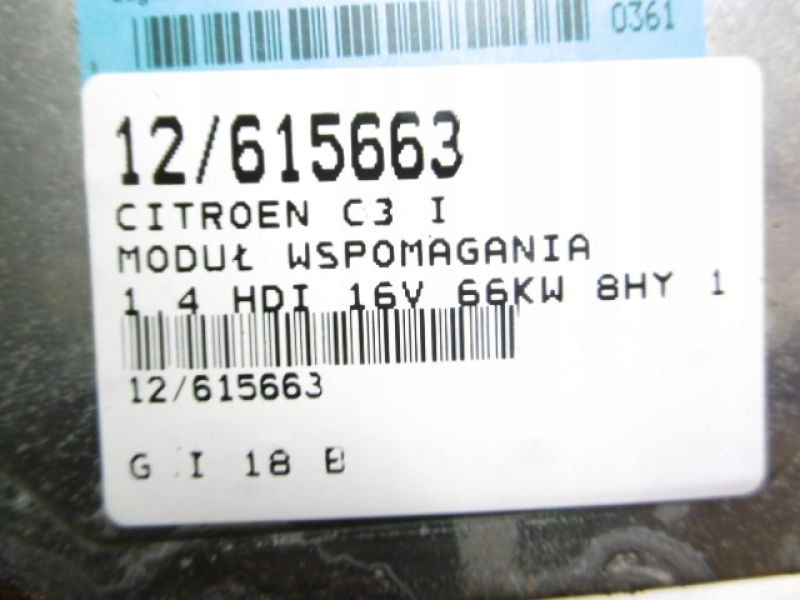 0361
12/615663
CITROEN C3 I
MODUŁ WSPOMAGANIA
1.4 HDI 16V 66KW 8HY 1
12/615663
G I 18 B